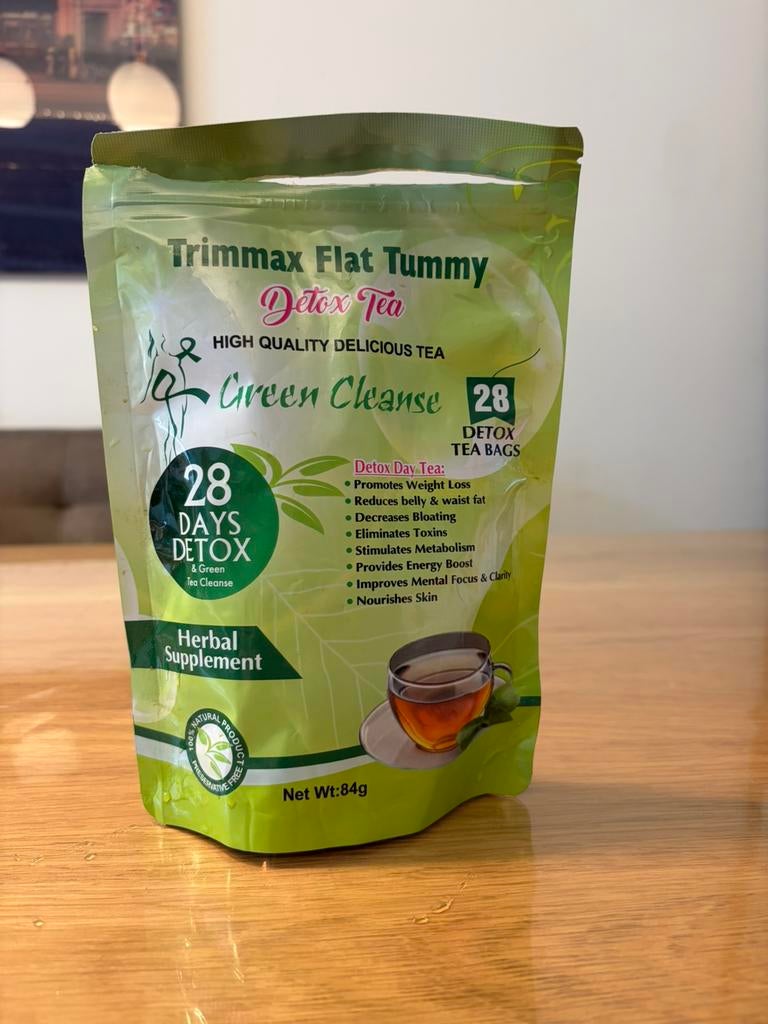 Trimmax Flat Tummy
Detox Tea
HIGH QUALITY DELICIOUS TEA
Green Cleanse
28
DETOX
TEA BAGS
28
DAYS
DETOX
& Green
Tea Cleanse
Detox Day Tea:
• Promotes Weight Loss
• Reduces belly & waist fat
• Decreases Bloating
• Eliminates Toxins
• Stimulates Metabolism
• Provides Energy Boost
• Improves Mental Focus & Clarity
• Nourishes Skin
Herbal
Supplement
100% NATURAL PRODUCT
PRESERVATIVE FREE
Net Wt:84g